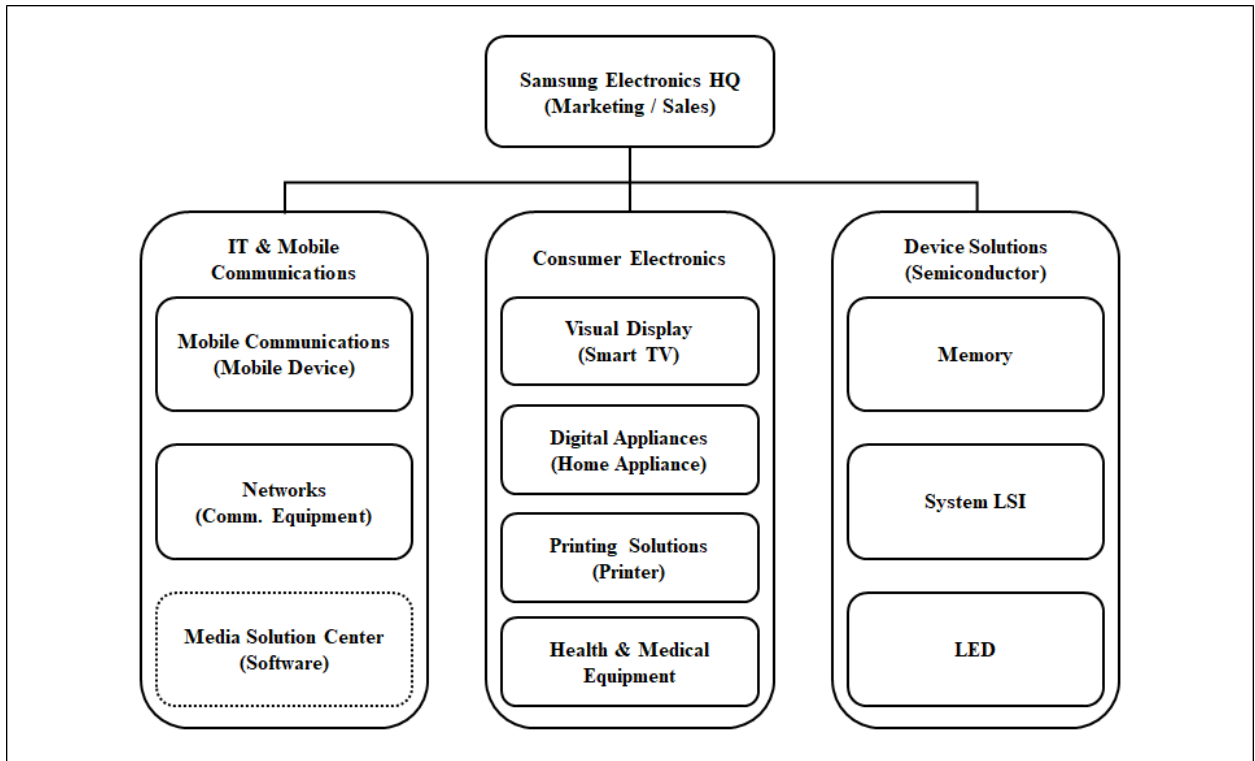 Samsung Electronics HQ
(Marketing / Sales)
IT & Mobile
Communications
Mobile Communications
(Mobile Device)
Networks
(Comm. Equipment)
Media Solution Center
(Software)
Consumer Electronics
Visual Display
(Smart TV)
Digital Appliances
(Home Appliance)
Printing Solutions
(Printer)
Health & Medical
Equipment
Device Solutions
(Semiconductor)
Memory
System LSI
LED